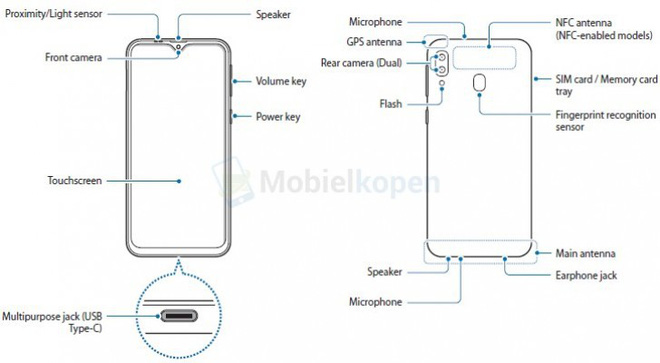 Proximity/Light sensor
Speaker
Front camera
Volume key
Power key
Touchscreen
Multipurpose jack (USB
Type-C)
Microphone
GPS antenna
Rear camera (Dual)
Flash
NFC antenna
(NFC-enabled models)
SIM card / Memory card
tray
Fingerprint recognition
sensor
Main antenna
Earphone jack
Speaker
Microphone
Mobielkopen